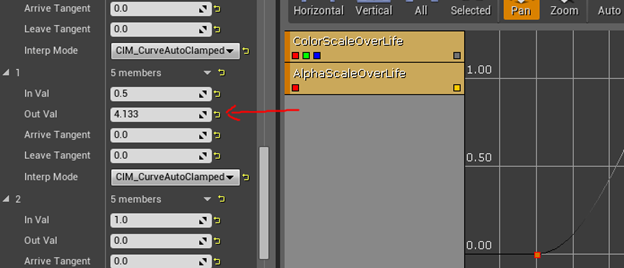 Arrive Tangent 0.0
Leave Tangent 0.0
Interp Mode CIM_CurveAutoClamped
1 5 members
In Val 0.5
Out Val 4.133
Arrive Tangent 0.0
Leave Tangent 0.0
Interp Mode CIM_CurveAutoClamped
2 5 members
In Val 1.0
Out Val 0.0
Arrive Tangent 0.0
Horizontal Vertical All Selected Pan Zoom Auto
ColorScaleOverLife
AlphaScaleOverLife
1.00
0.50
0.00